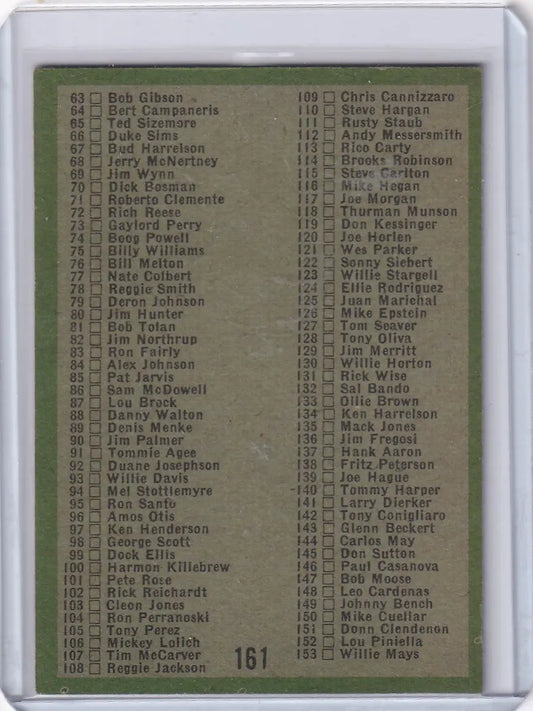 63 Bob Gibson
64 Bert Campaneris
65 Ted Sizemore
66 Duke Sims
67 Bud Harrelson
68 Jerry McNertney
69 Jim Wynn
70 Dick Bosman
71 Roberto Clemente
72 Rich Reese
73 Gaylord Perry
74 Boog Powell
75 Billy Williams
76 Bill Melton
77 Nate Colbert
78 Reggie Smith
79 Deron Johnson
80 Jim Hunter
81 Bob Tolan
82 Jim Northrup
83 Ron Fairly
84 Alex Johnson
85 Pat Jarvis
86 Sam McDowell
87 Lou Brock
88 Danny Walton
89 Denis Menke
90 Jim Palmer
91 Tommie Agee
92 Duane Josephson
93 Willie Davis
94 Mel Stottlemyre
95 Ron Santo
96 Amos Otis
97 Ken Henderson
98 George Scott
99 Dock Ellis
100 Harmon Killebrew
101 Pete Rose
102 Rick Reichardt
103 Cleon Jones
104 Ron Perranoski
105 Tony Perez
106 Mickey Lolich
107 Tim McCarver
108 Reggie Jackson
109 Chris Cannizzaro
110 Steve Hargan
111 Rusty Staub
112 Andy Messersmith
113 Rico Carty
114 Brooks Robinson
115 Steve Carlton
116 Mike Hegan
117 Joe Morgan
118 Thurman Munson
119 Don Kessinger
120 Joe Horlen
121 Wes Parker
122 Sonny Siebert
123 Willie Stargell
124 Ellie Rodriguez
125 Juan Marichal
126 Mike Epstein
127 Tom Seaver
128 Tony Oliva
129 Jim Merritt
130 Willie Horton
131 Rick Wise
132 Sal Bando
133 Ollie Brown
134 Ken Harrelson
135 Mack Jones
136 Jim Fregosi
137 Hank Aaron
138 Fritz Peterson
139 Joe Hague
140 Tommy Harper
141 Larry Dierker
142 Tony Conigliaro
143 Glenn Beckert
144 Carlos May
145 Don Sutton
146 Paul Casanova
147 Bob Moose
148 Leo Cardenas
149 Johnny Bench
150 Mike Cuellar
151 Donn Clendenon
152 Lou Piniella
153 Willie Mays
161